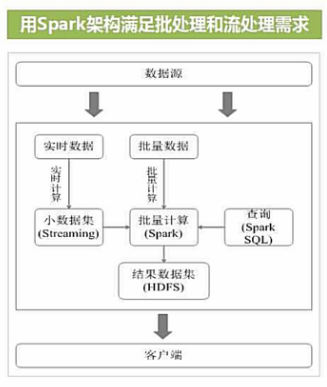 用Spark架构满足批处理和流处理需求
数据源
实时数据
批量数据
实时计算
批量计算
小数据集
(Streaming)
批量计算
(Spark)
查询
(Spark
SQL)
结果数据集
(HDFS)
客户端